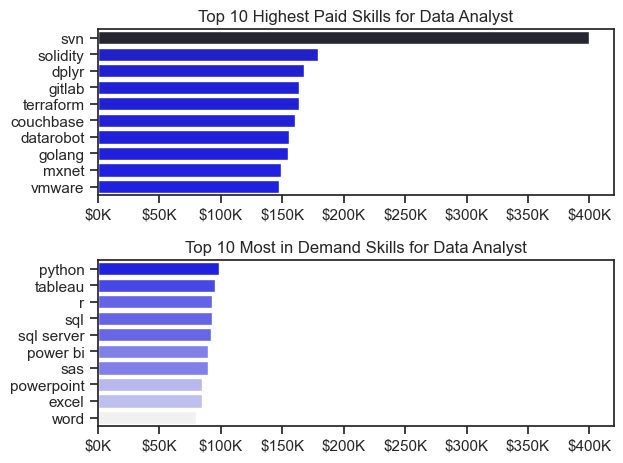 Top 10 Highest Paid Skills for Data Analyst
svn
solidity
dplyr
gitlab
terraform
couchbase
datarobot
golang
mxnet
vmware
$0K $50K $100K $150K $200K $250K $300K $350K $400K
Top 10 Most in Demand Skills for Data Analyst
python
tableau
r
sql
sql server
power bi
sas
powerpoint
excel
word
$0K $50K $100K $150K $200K $250K $300K $350K $400K